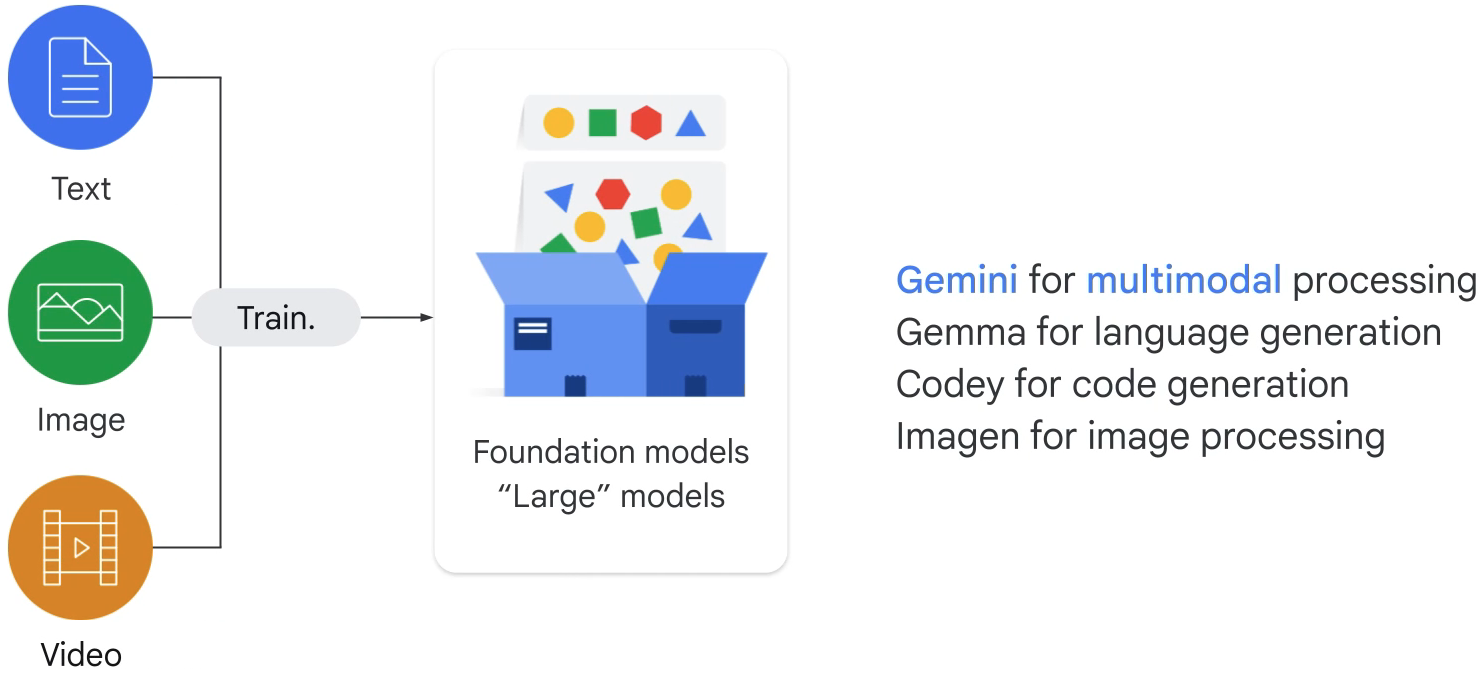 Text
Image
Video
Train.
Foundation models
“Large” models
Gemini for multimodal processing
Gemma for language generation
Codey for code generation
Imagen for image processing